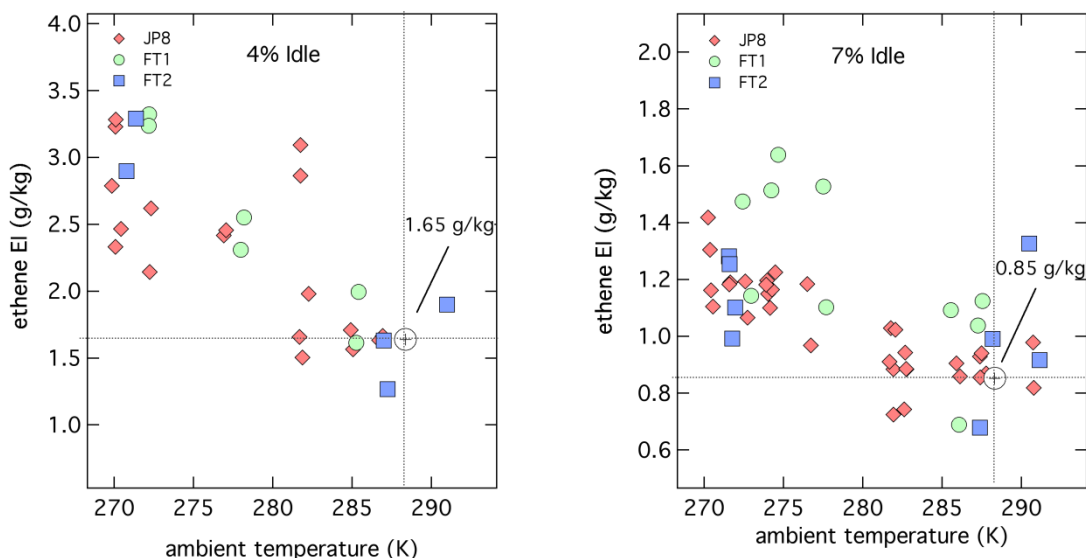 4% Idle
JP8
FT1
FT2
4.0
3.5
3.0
2.5
2.0
1.5
1.0
ethene EI (g/kg)
1.65 g/kg
270 275 280 285 290
ambient temperature (K)
7% Idle
JP8
FT1
FT2
2.0
1.8
1.6
1.4
1.2
1.0
0.8
0.6
ethene EI (g/kg)
0.85 g/kg
270 275 280 285 290
ambient temperature (K)